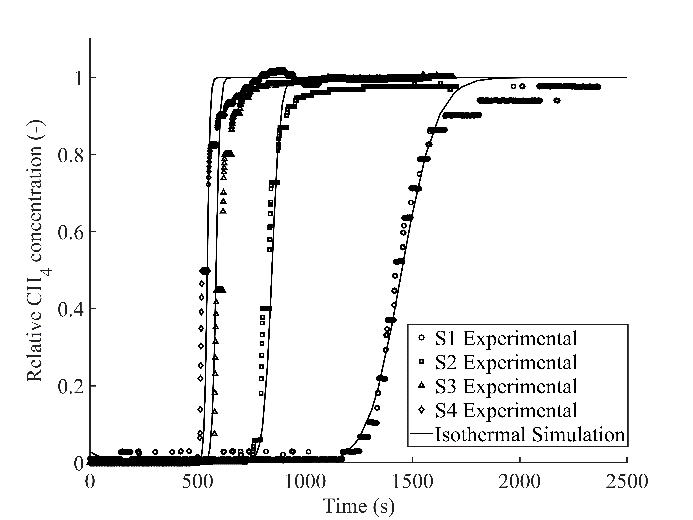 1
0.8
0.6
0.4
0.2
0
0 500 1000 1500 2000 2500
Relative CH4 concentration (-)
Time (s)
S1 Experimental
S2 Experimental
S3 Experimental
S4 Experimental
Isothermal Simulation